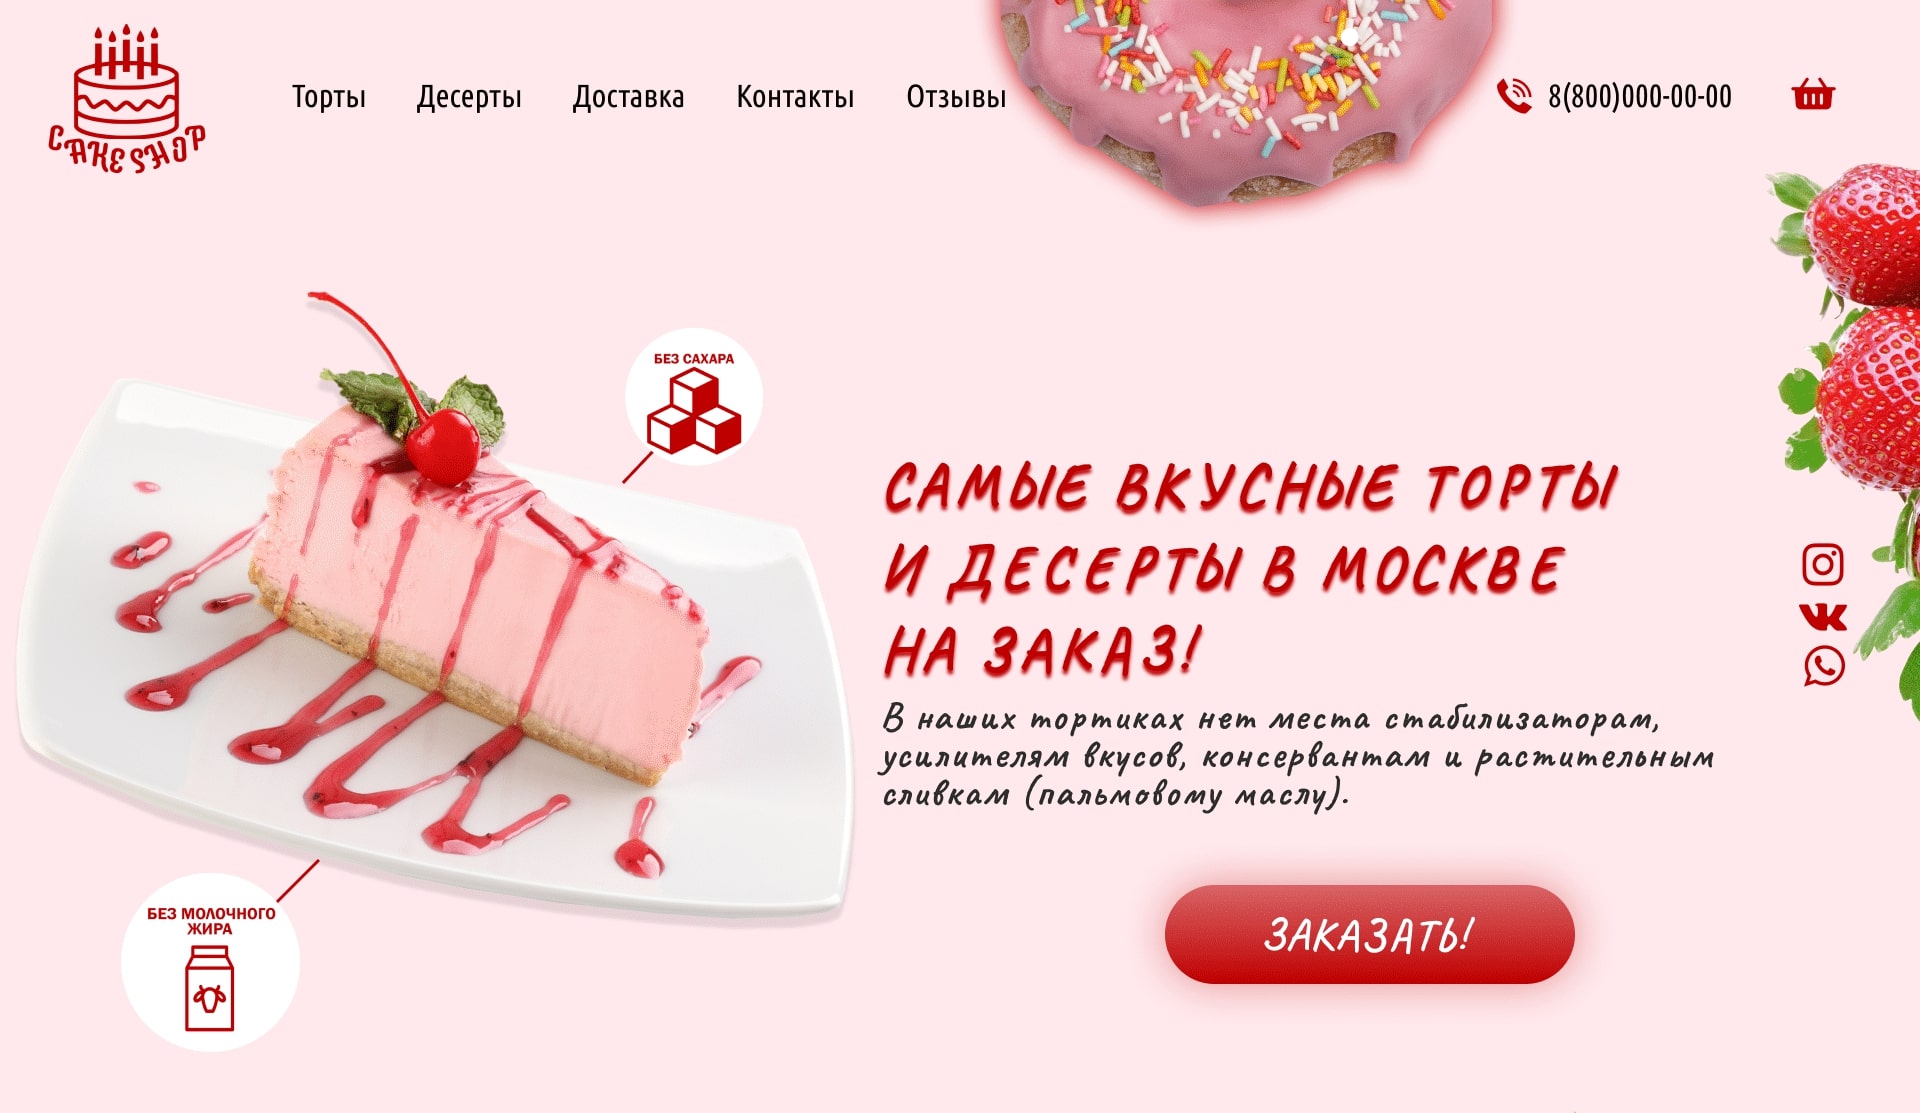 CAKE SHOP
Торты
Десерты
Доставка
Контакты
Отзывы
8(800)000-00-00
БЕЗ САХАРА
САМЫЕ ВКУСНЫЕ ТОРТЫ
И ДЕСЕРТЫ В МОСКВЕ
НА ЗАКАЗ!
В наших тортиках нет места стабилизаторам,
усилителям вкусов, консервантам и растительным
сливкам (пальмовому маслу).
ЗАКАЗАТЬ!
БЕЗ МОЛОЧНОГО
ЖИРА